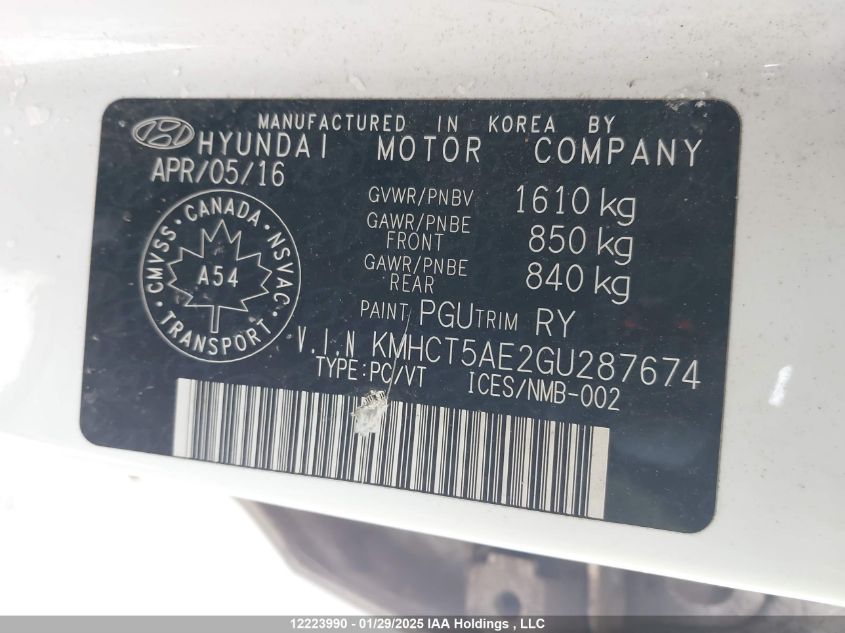 MANUFACTURED IN KOREA BY
HYUNDAI MOTOR COMPANY
APR/05/16
GVWR/PNBV 1610 kg
GAWR/PNBE FRONT 850 kg
GAWR/PNBE REAR 840 kg
CMVSS · CANADA · NSVAC · TRANSPORT ·
A54
PAINT PGU TRIM RY
V.I.N KMHCT5AE2GU287674
TYPE:PC/VT ICES/NMB-002
12223990 - 01/29/2025 IAA Holdings , LLC